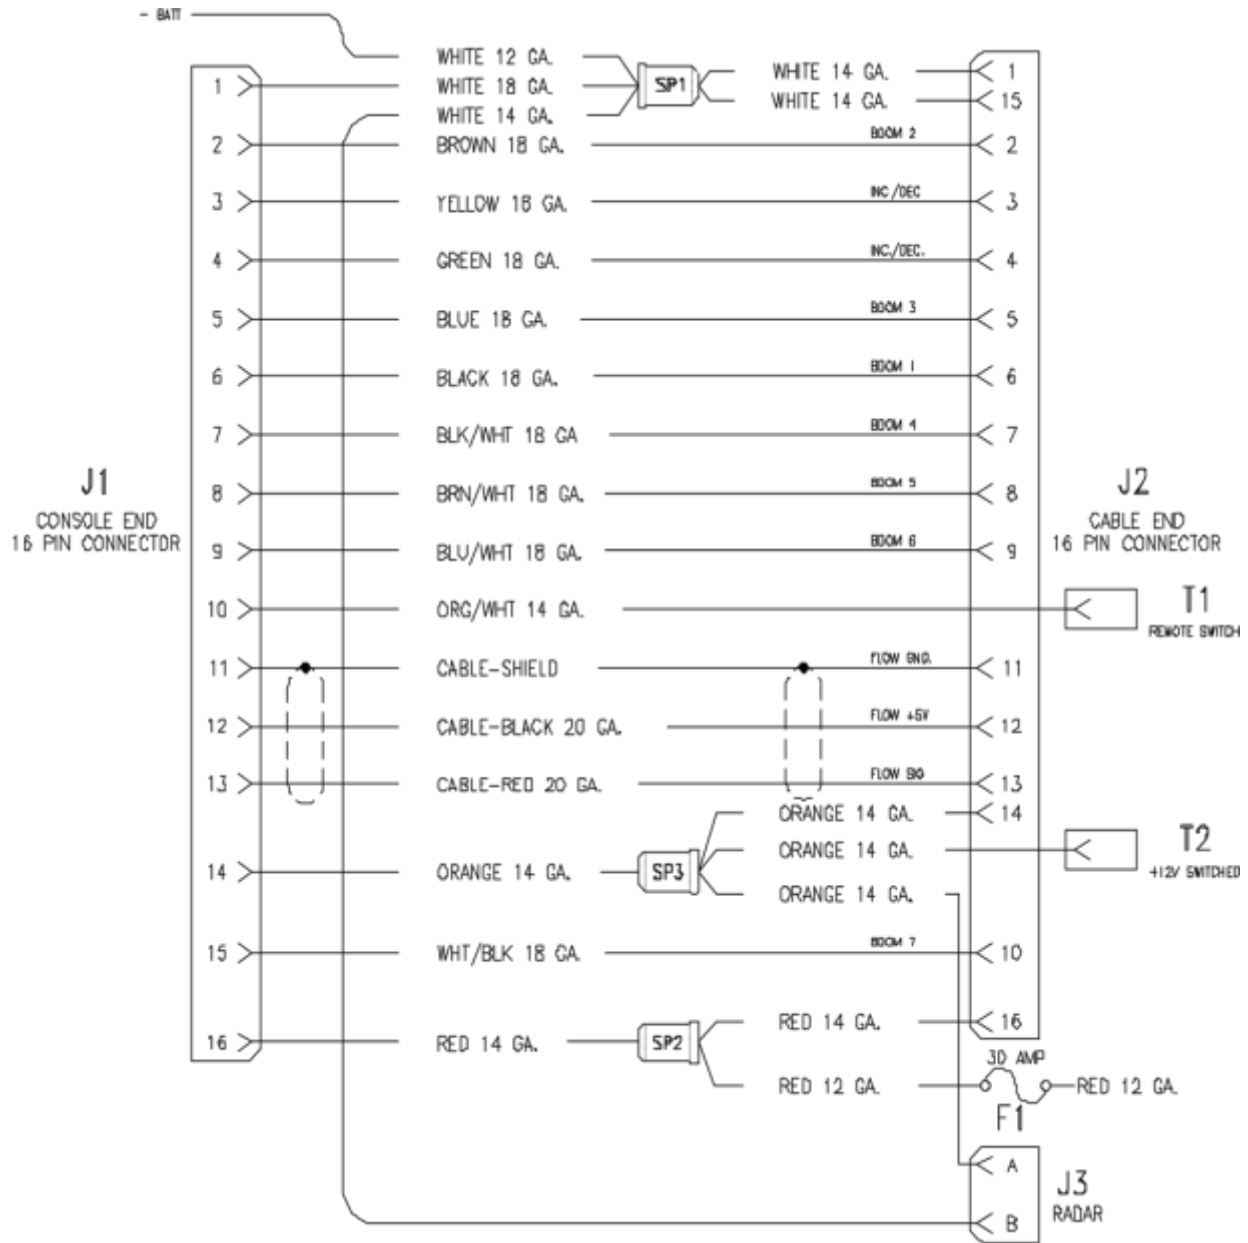 - BATT
WHITE 12 GA.
1 WHITE 18 GA. SP1 WHITE 14 GA. 1
WHITE 14 GA. WHITE 14 GA. 15
2 BROWN 18 GA. BOOM 2 2
3 YELLOW 18 GA. INC/DEC 3
4 GREEN 18 GA. INC./DEC. 4
5 BLUE 18 GA. BOOM 3 5
6 BLACK 18 GA. BOOM 1 6
7 BLK/WHT 18 GA BOOM 4 7
J1
CONSOLE END
16 PIN CONNECTOR
8 BRN/WHT 18 GA. BOOM 5 8
J2
CABLE END
16 PIN CONNECTOR
9 BLU/WHT 18 GA. BOOM 6 9
10 ORG/WHT 14 GA. T1
REMOTE SWITCH
11 CABLE-SHIELD FLOW GND. 11
12 CABLE-BLACK 20 GA. FLOW +5V 12
13 CABLE-RED 20 GA. FLOW SIG 13
ORANGE 14 GA. 14
ORANGE 14 GA. T2
+12V SWITCHED
14 ORANGE 14 GA. SP3
ORANGE 14 GA.
15 WHT/BLK 18 GA. BOOM 7 10
RED 14 GA. 16
16 RED 14 GA. SP2
30 AMP
RED 12 GA. RED 12 GA.
F1
A
J3
RADAR
B